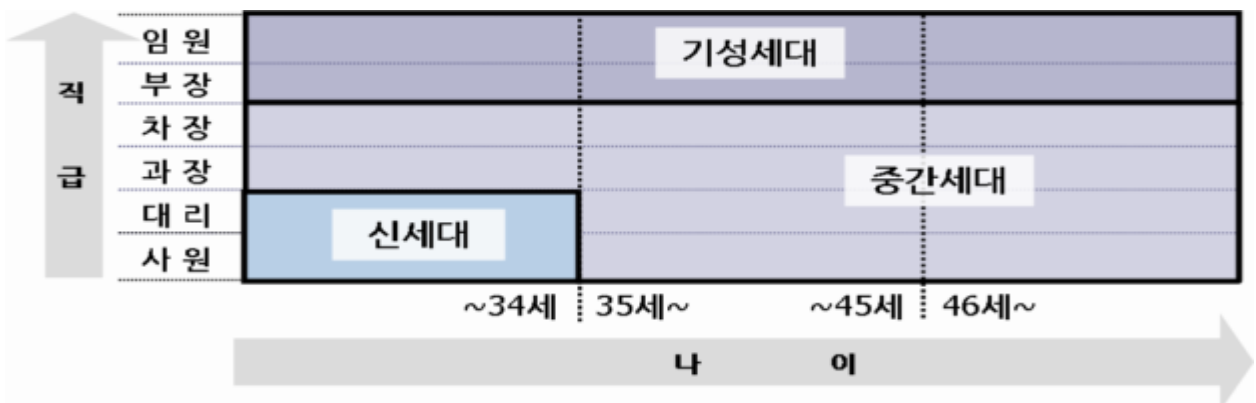 임 원
기성세대
부 장
직
차 장
과 장
급
중간세대
대 리
신세대
사 원
~34세 35세~ ~45세 46세~
나 이